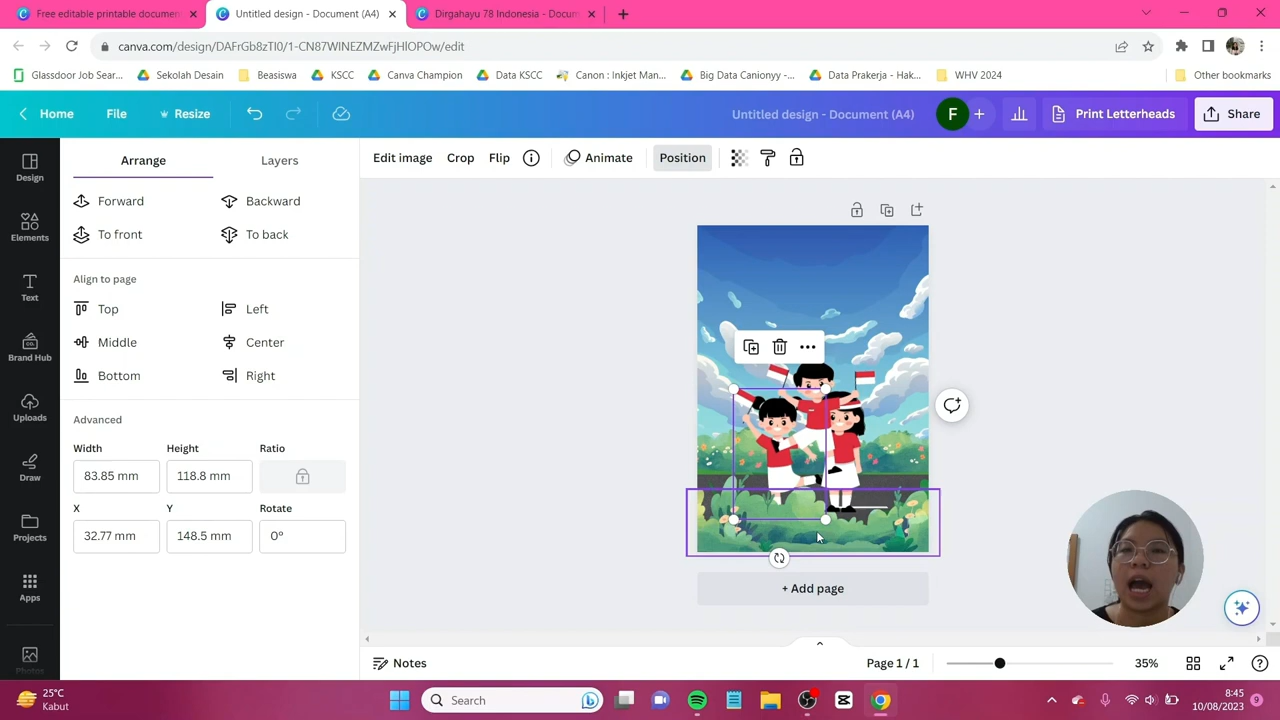 Free editable printable documen
Untitled design - Document (A4)
Dirgahayu 78 Indonesia - Docum
canva.com/design/DAFrGb8zTI0/1-CN87WINEZMZwFjHlOPOw/edit
Glassdoor Job Sear...
Sekolah Desain
Beasiswa
KSCC
Canva Champion
Data KSCC
Canon : Inkjet Man...
Big Data Canionyy -...
Data Prakerja - Hak...
WHV 2024
Other bookmarks
Home
File
Resize
Untitled design - Document (A4)
F
Print Letterheads
Share
Design
Elements
Text
Brand Hub
Uploads
Draw
Projects
Apps
Photos
Arrange
Layers
Forward
Backward
To front
To back
Align to page
Top
Left
Middle
Center
Bottom
Right
Advanced
Width
Height
Ratio
83.85 mm
118.8 mm
X
Y
Rotate
32.77 mm
148.5 mm
0°
Edit image
Crop
Flip
Animate
Position
+ Add page
Notes
Page 1 / 1
35%
25°C
Kabut
Search
8:45
10/08/2023
9